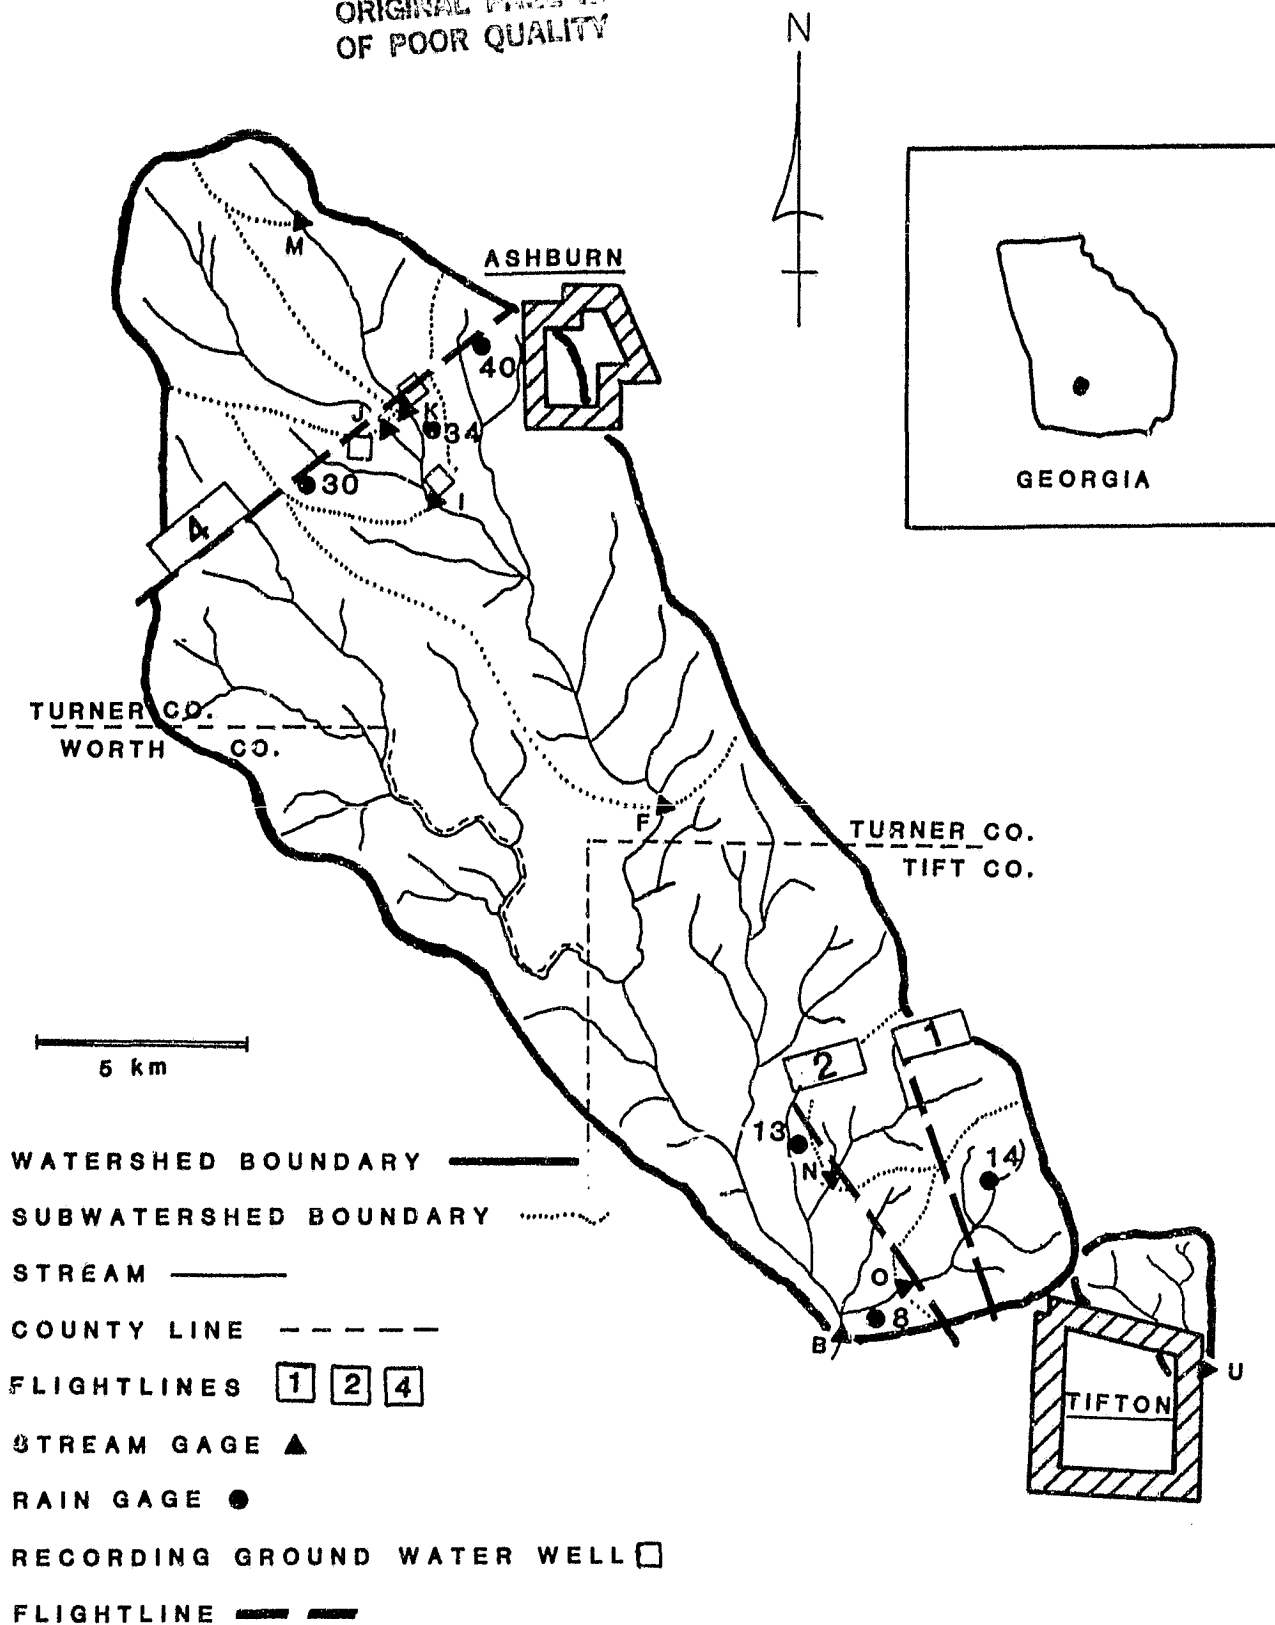 ORIGINAL
OF POOR QUALITY
N
ASHBURN
M
40
J
K
34
30
I
4
GEORGIA
TURNER CO.
WORTH CO.
F
TURNER CO.
TIFT CO.
1
2
5 km
13
N
14
O
8
B
U
TIFTON
WATERSHED BOUNDARY
SUBWATERSHED BOUNDARY
STREAM
COUNTY LINE
FLIGHTLINES 1 2 4
STREAM GAGE
RAIN GAGE
RECORDING GROUND WATER WELL
FLIGHTLINE